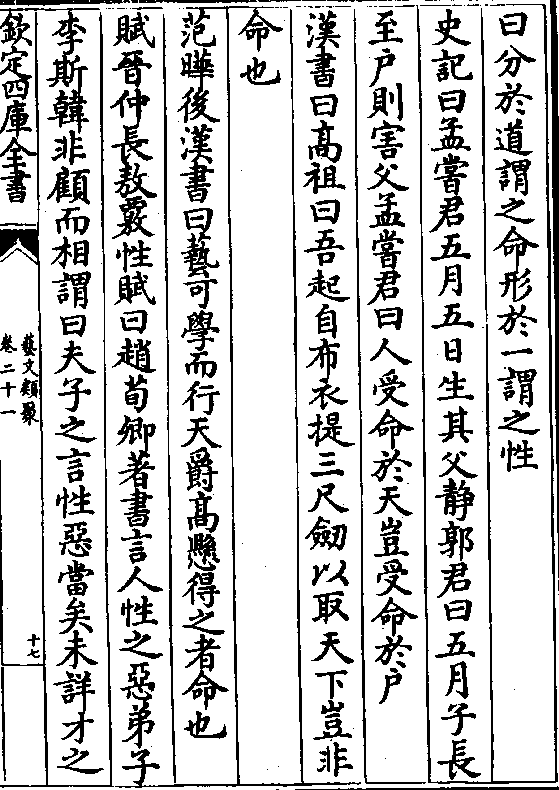 曰分於道謂之命形於一謂之性
史記曰孟嘗君五月五日生其父靜郭君曰五月子長
至户則害父孟嘗君曰人受命於天豈受命於户
漢書曰髙祖曰吾起自布衣提三尺劒以取天下豈非
命也
范曄後漢書曰藝可學而行天爵髙懸得之者命也
賦晉仲長敖覈性賦曰趙荀卿著書言人性之惡弟子
李斯韓非顧而相謂曰夫子之言性惡當矣未詳才之
欽定四庫全書
藝文類聚
卷二十一
十七